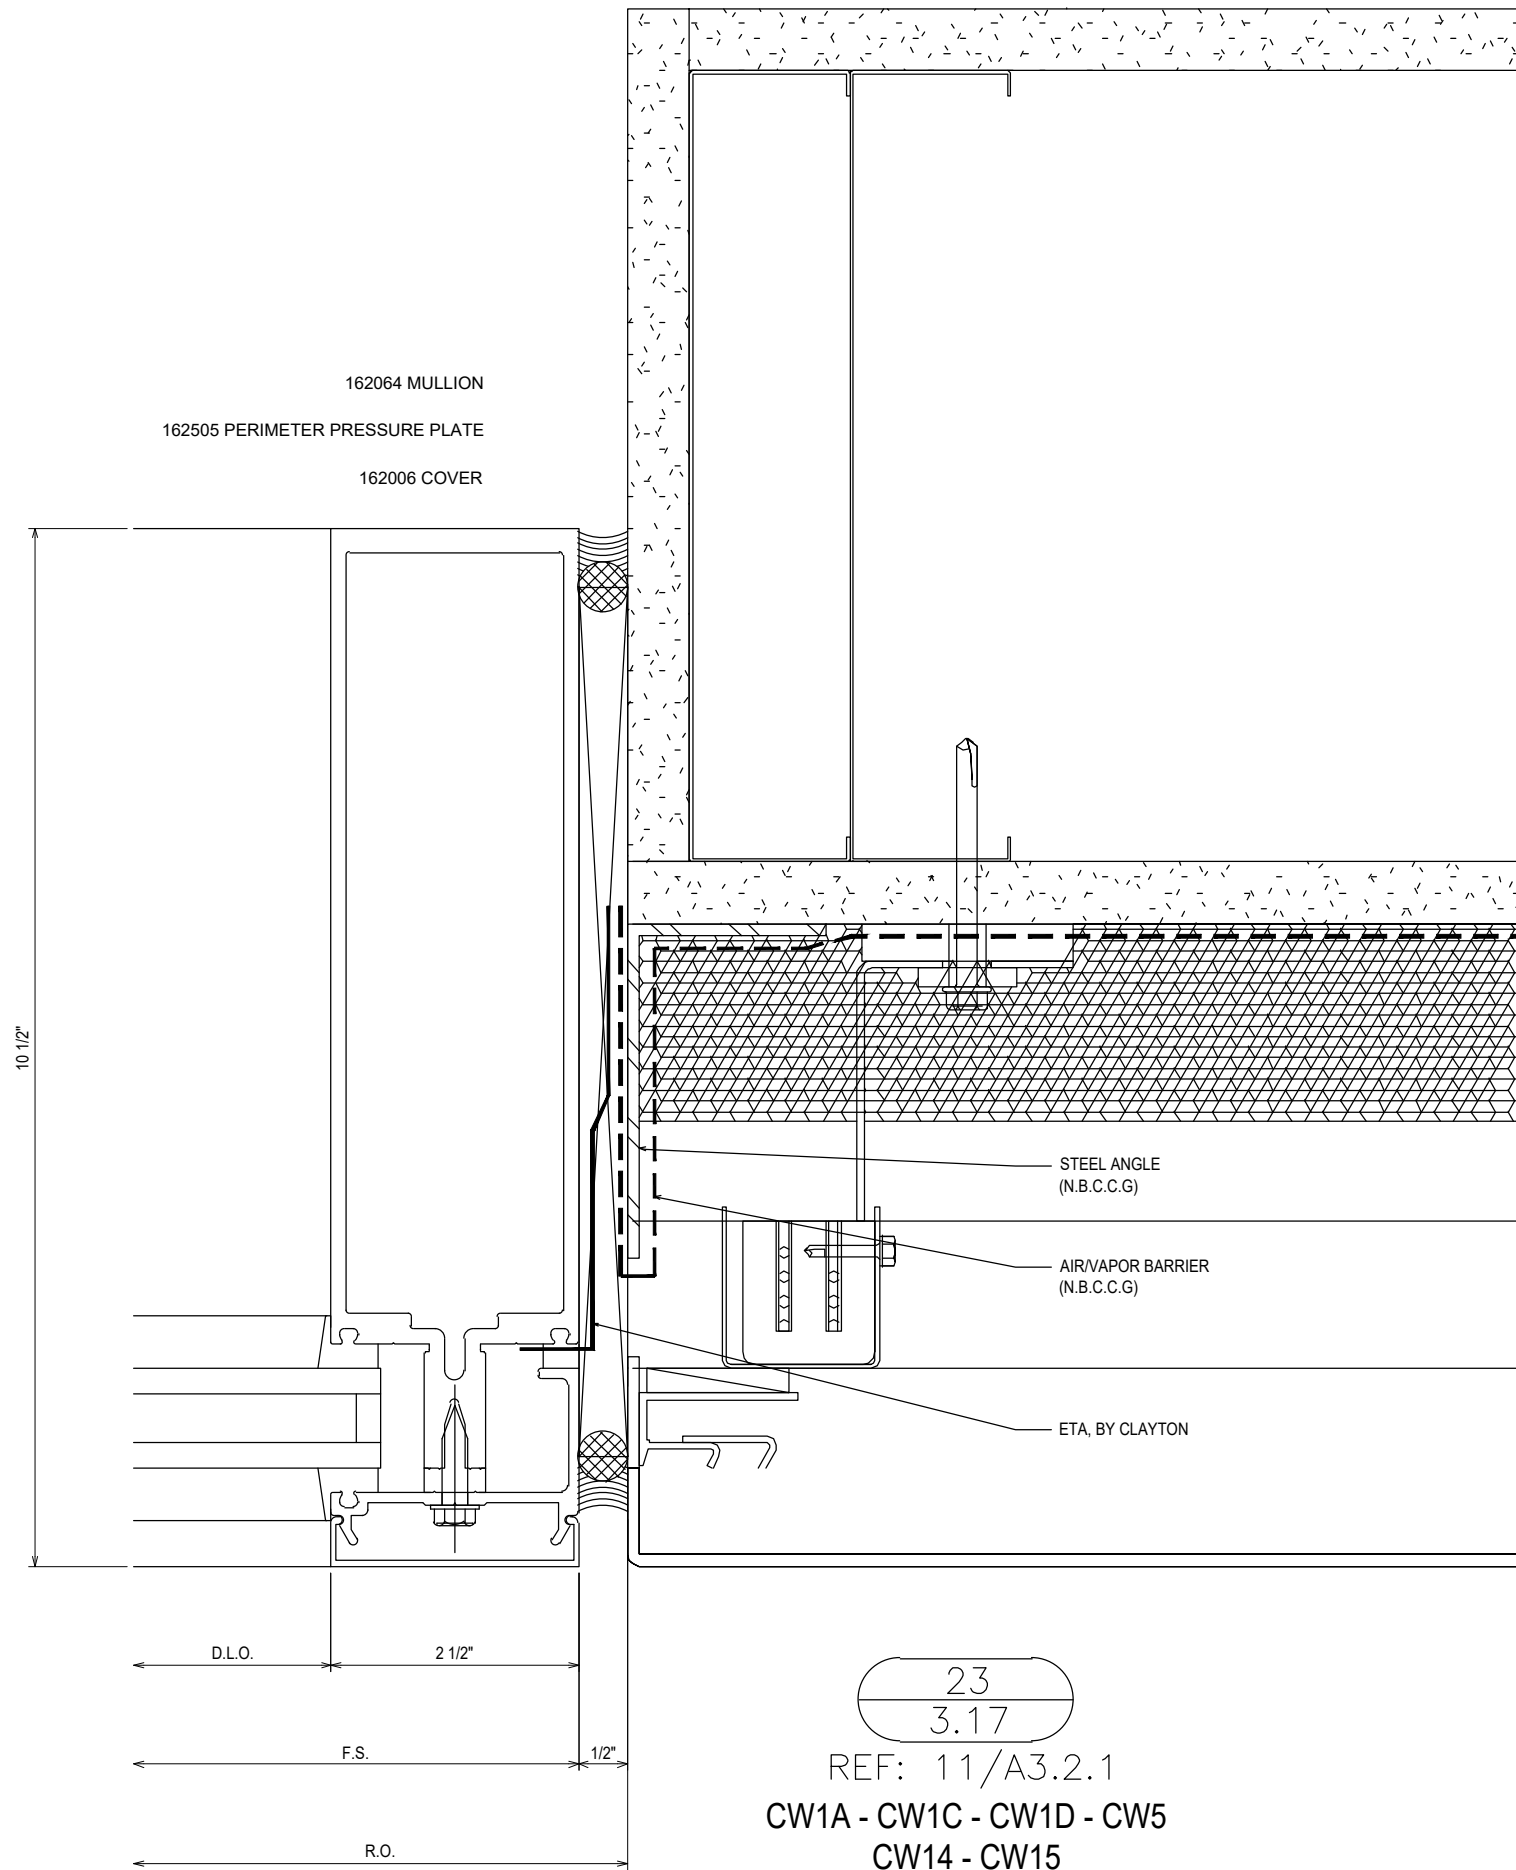 162064 MULLION
162505 PERIMETER PRESSURE PLATE
162006 COVER
10 1/2"
STEEL ANGLE
(N.B.C.C.G)
AIR/VAPOR BARRIER
(N.B.C.C.G)
ETA, BY CLAYTON
D.L.O.
2 1/2"
F.S.
1/2"
R.O.
23
3.17
REF: 11/A3.2.1
CW1A - CW1C - CW1D - CW5
CW14 - CW15